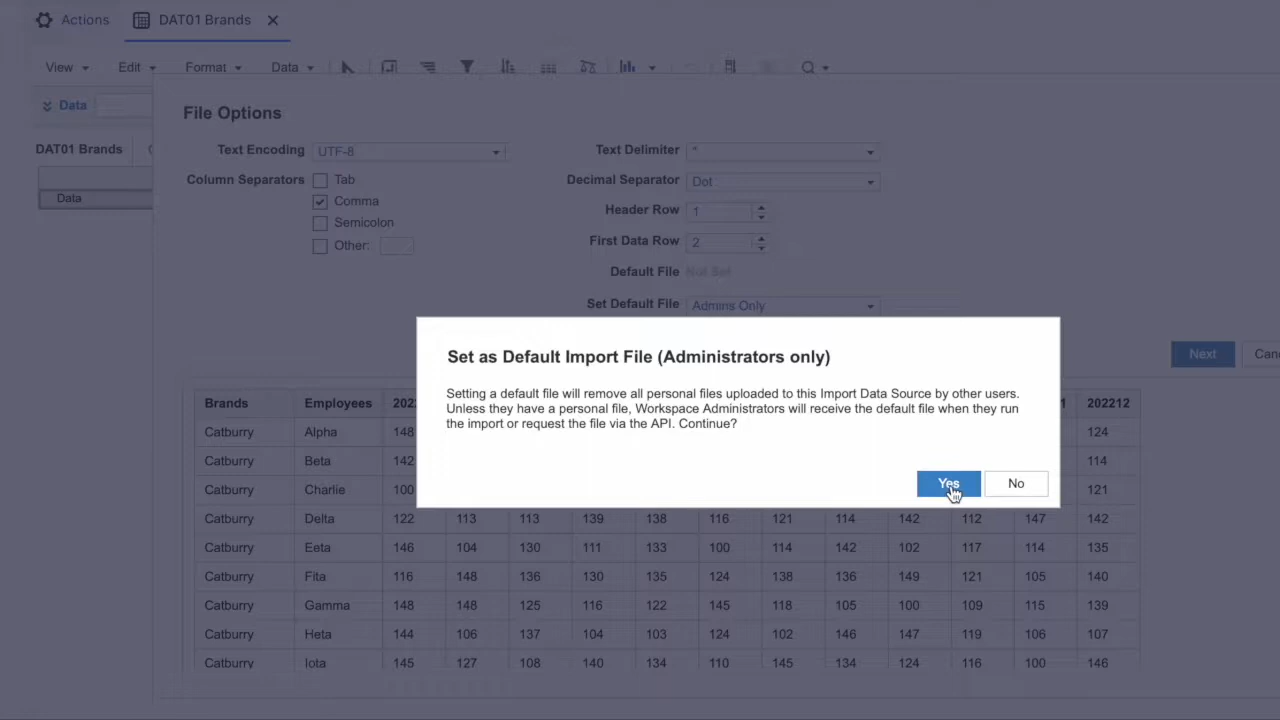 Actions DAT01 Brands
View Edit Format Data
Data
File Options
DAT01 Brands
Data
Text Encoding UTF-8 Text Delimiter "
Column Separators Tab Decimal Separator Dot
Comma Header Row 1
Semicolon First Data Row 2
Other: Default File Not Set
Set Default File Admins Only
Next Can
Set as Default Import File (Administrators only)
Setting a default file will remove all personal files uploaded to this Import Data Source by other users.
Unless they have a personal file, Workspace Administrators will receive the default file when they run
the import or request the file via the API. Continue?
Yes No
Brands Employees 202 1 202212
Catburry Alpha 148 124
Catburry Beta 142 114
Catburry Charlie 100 121
Catburry Delta 122 113 113 139 138 116 121 114 142 112 147 142
Catburry Eeta 146 104 130 111 133 100 114 142 102 117 114 135
Catburry Fita 116 148 136 130 135 124 138 136 149 121 105 140
Catburry Gamma 148 148 125 116 122 145 118 105 100 109 115 139
Catburry Heta 144 106 137 104 103 124 102 146 147 119 106 107
Catburry Iota 145 127 108 140 134 110 145 134 124 116 100 146